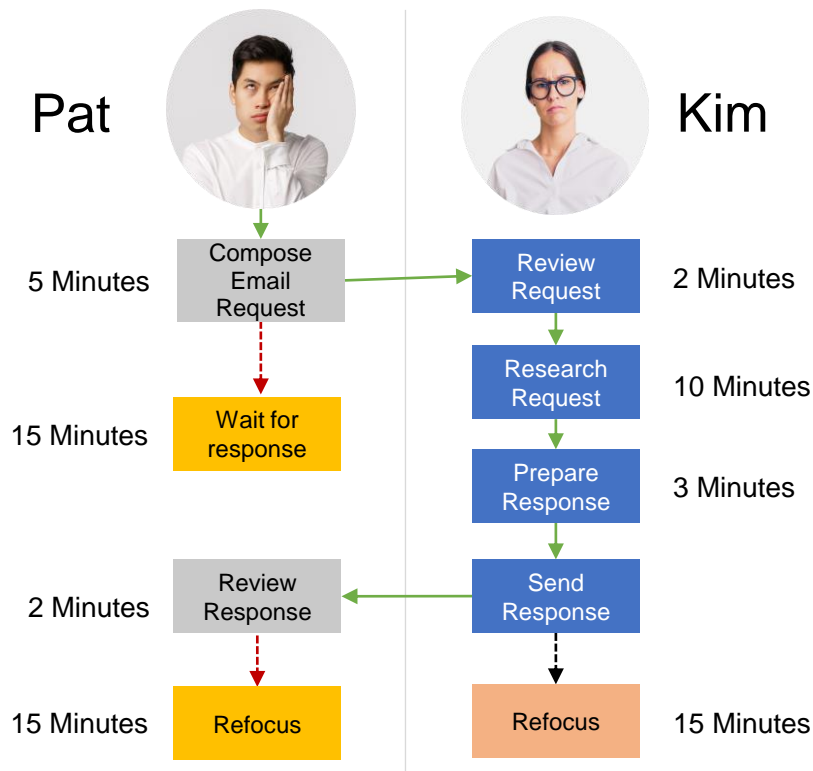 Pat
Kim
5 Minutes
Compose
Email
Request
Review
Request
2 Minutes
Research
Request
10 Minutes
15 Minutes
Wait for
response
Prepare
Response
3 Minutes
2 Minutes
Review
Response
Send
Response
15 Minutes
Refocus
Refocus
15 Minutes